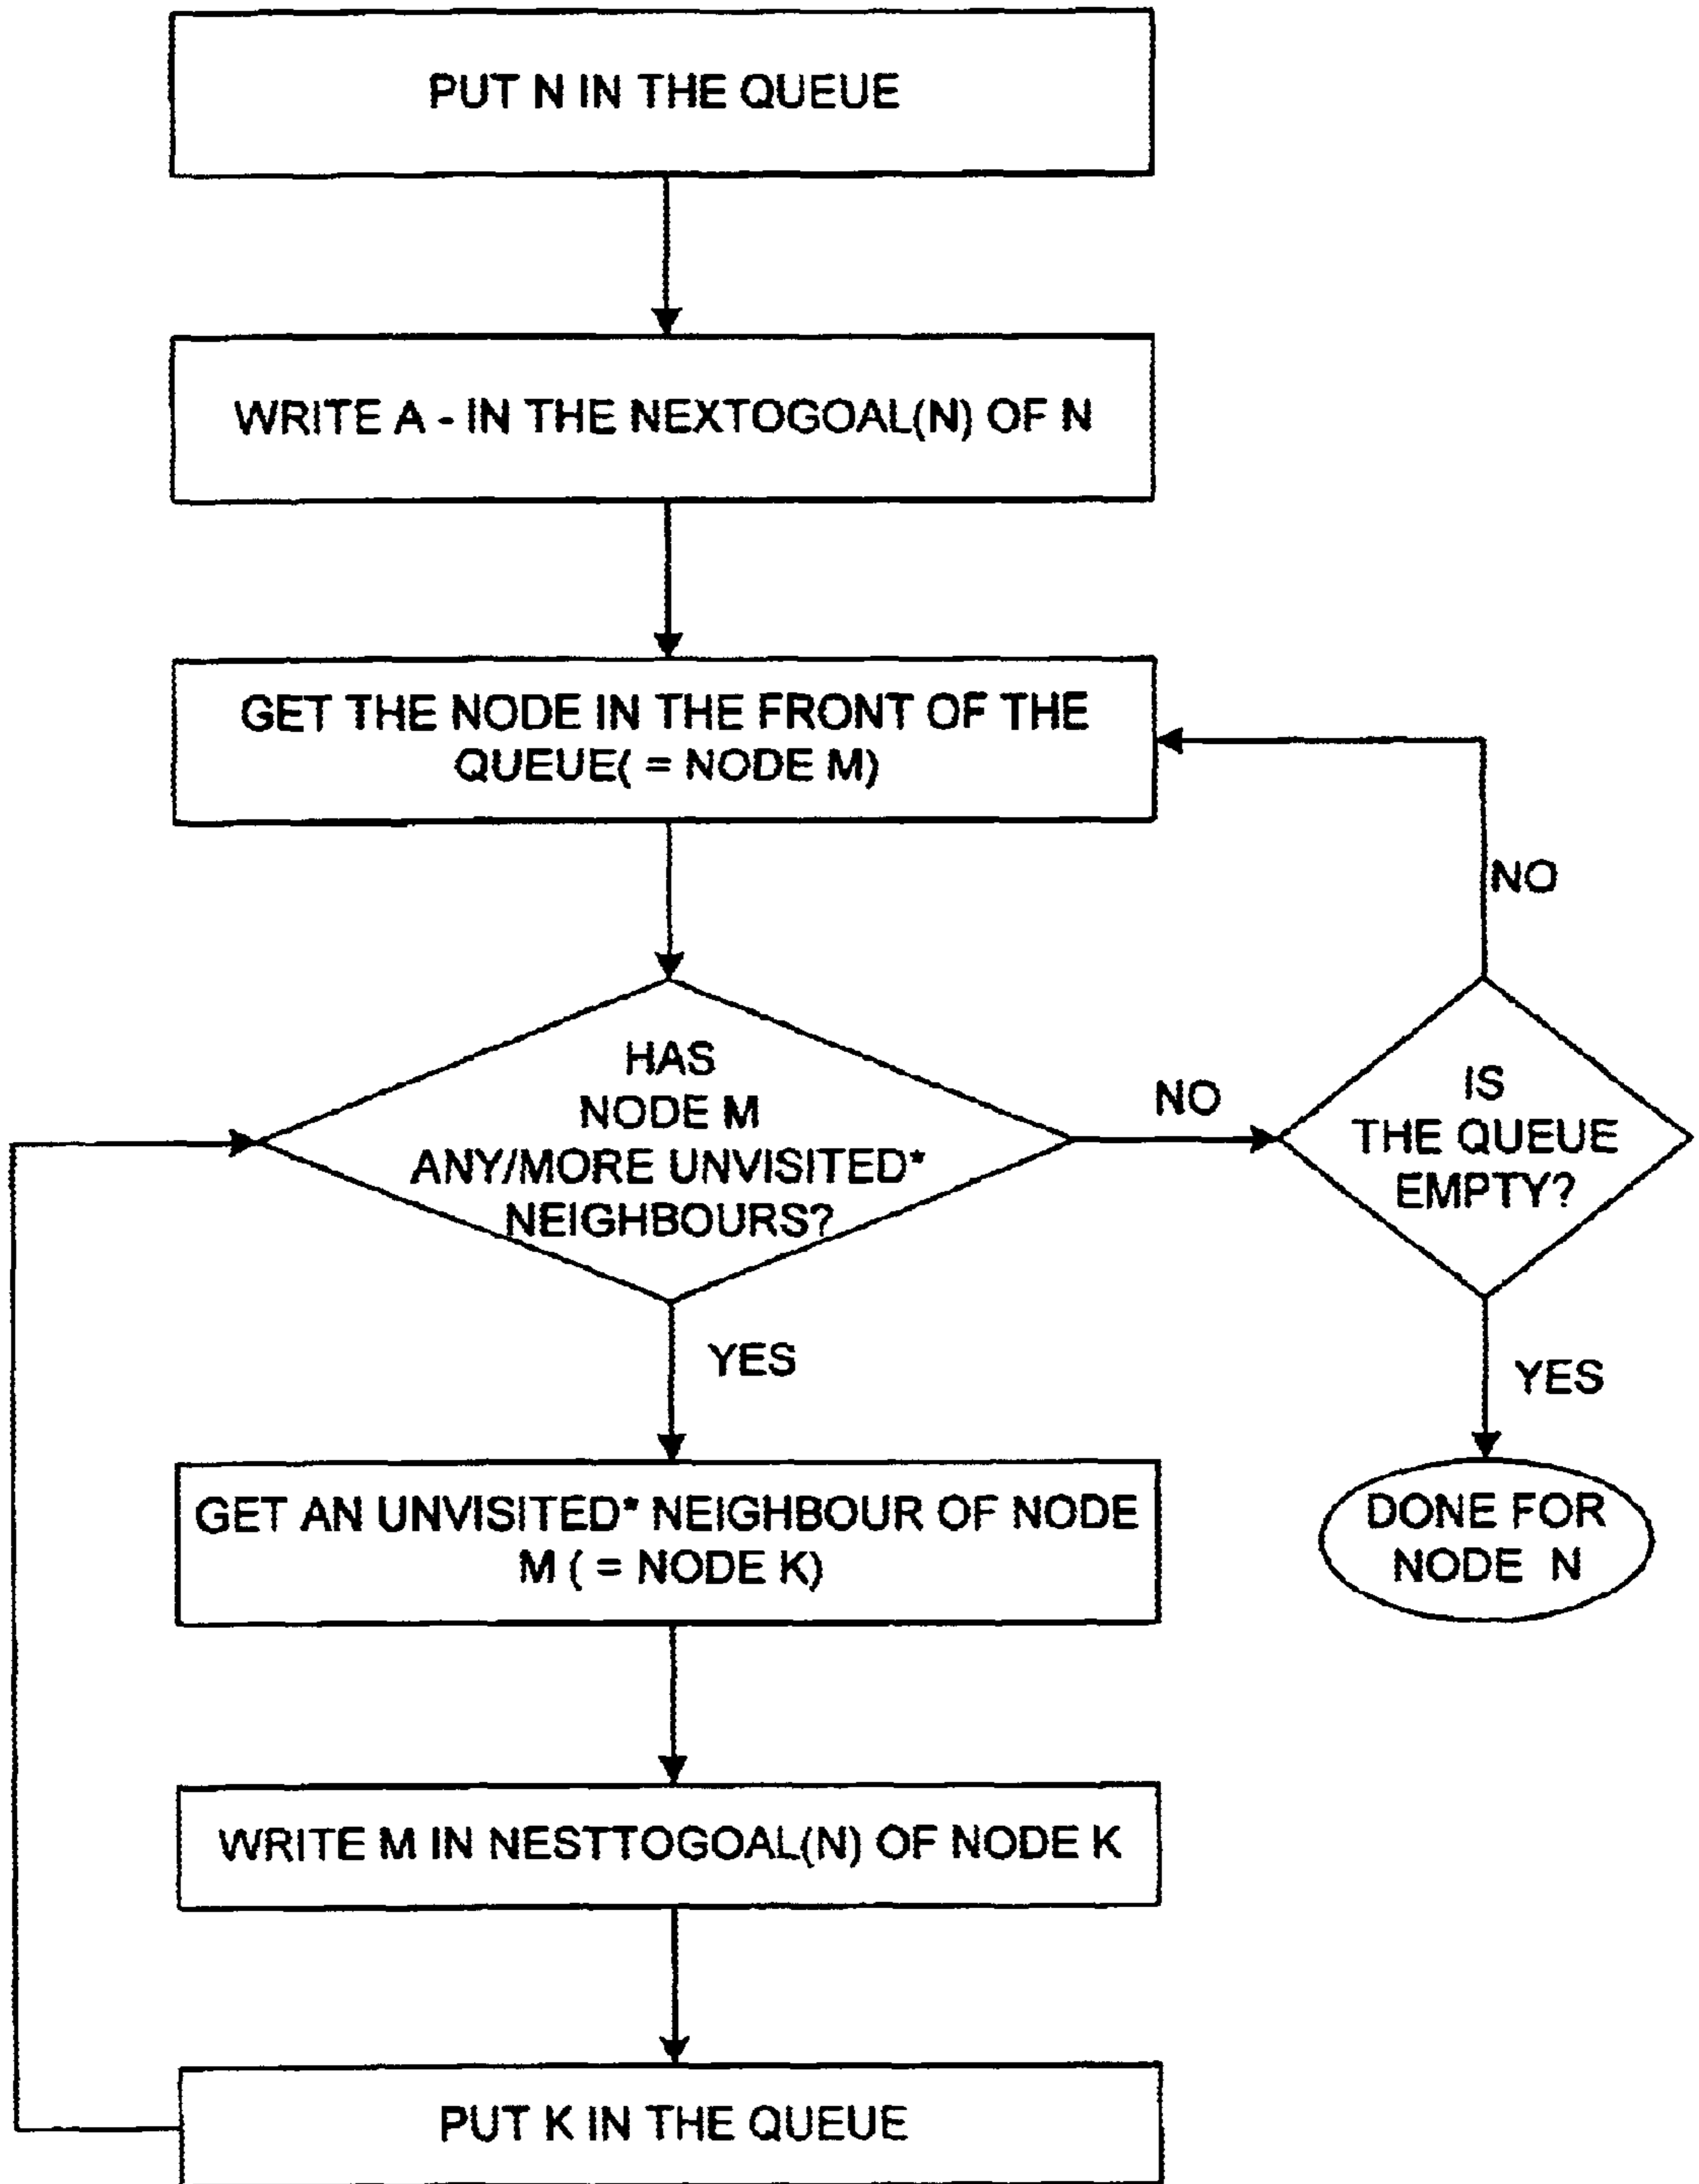 PUT N IN THE QUEUE
WRITE A - IN THE NEXTOGOAL(N) OF N
GET THE NODE IN THE FRONT OF THE
QUEUE( = NODE M)
NO
HAS
NODE M
ANY/MORE UNVISITED*
NEIGHBOURS?
NO
IS
THE QUEUE
EMPTY?
YES
YES
GET AN UNVISITED* NEIGHBOUR OF NODE
M ( = NODE K)
DONE FOR
NODE N
WRITE M IN NESTTOGOAL(N) OF NODE K
PUT K IN THE QUEUE